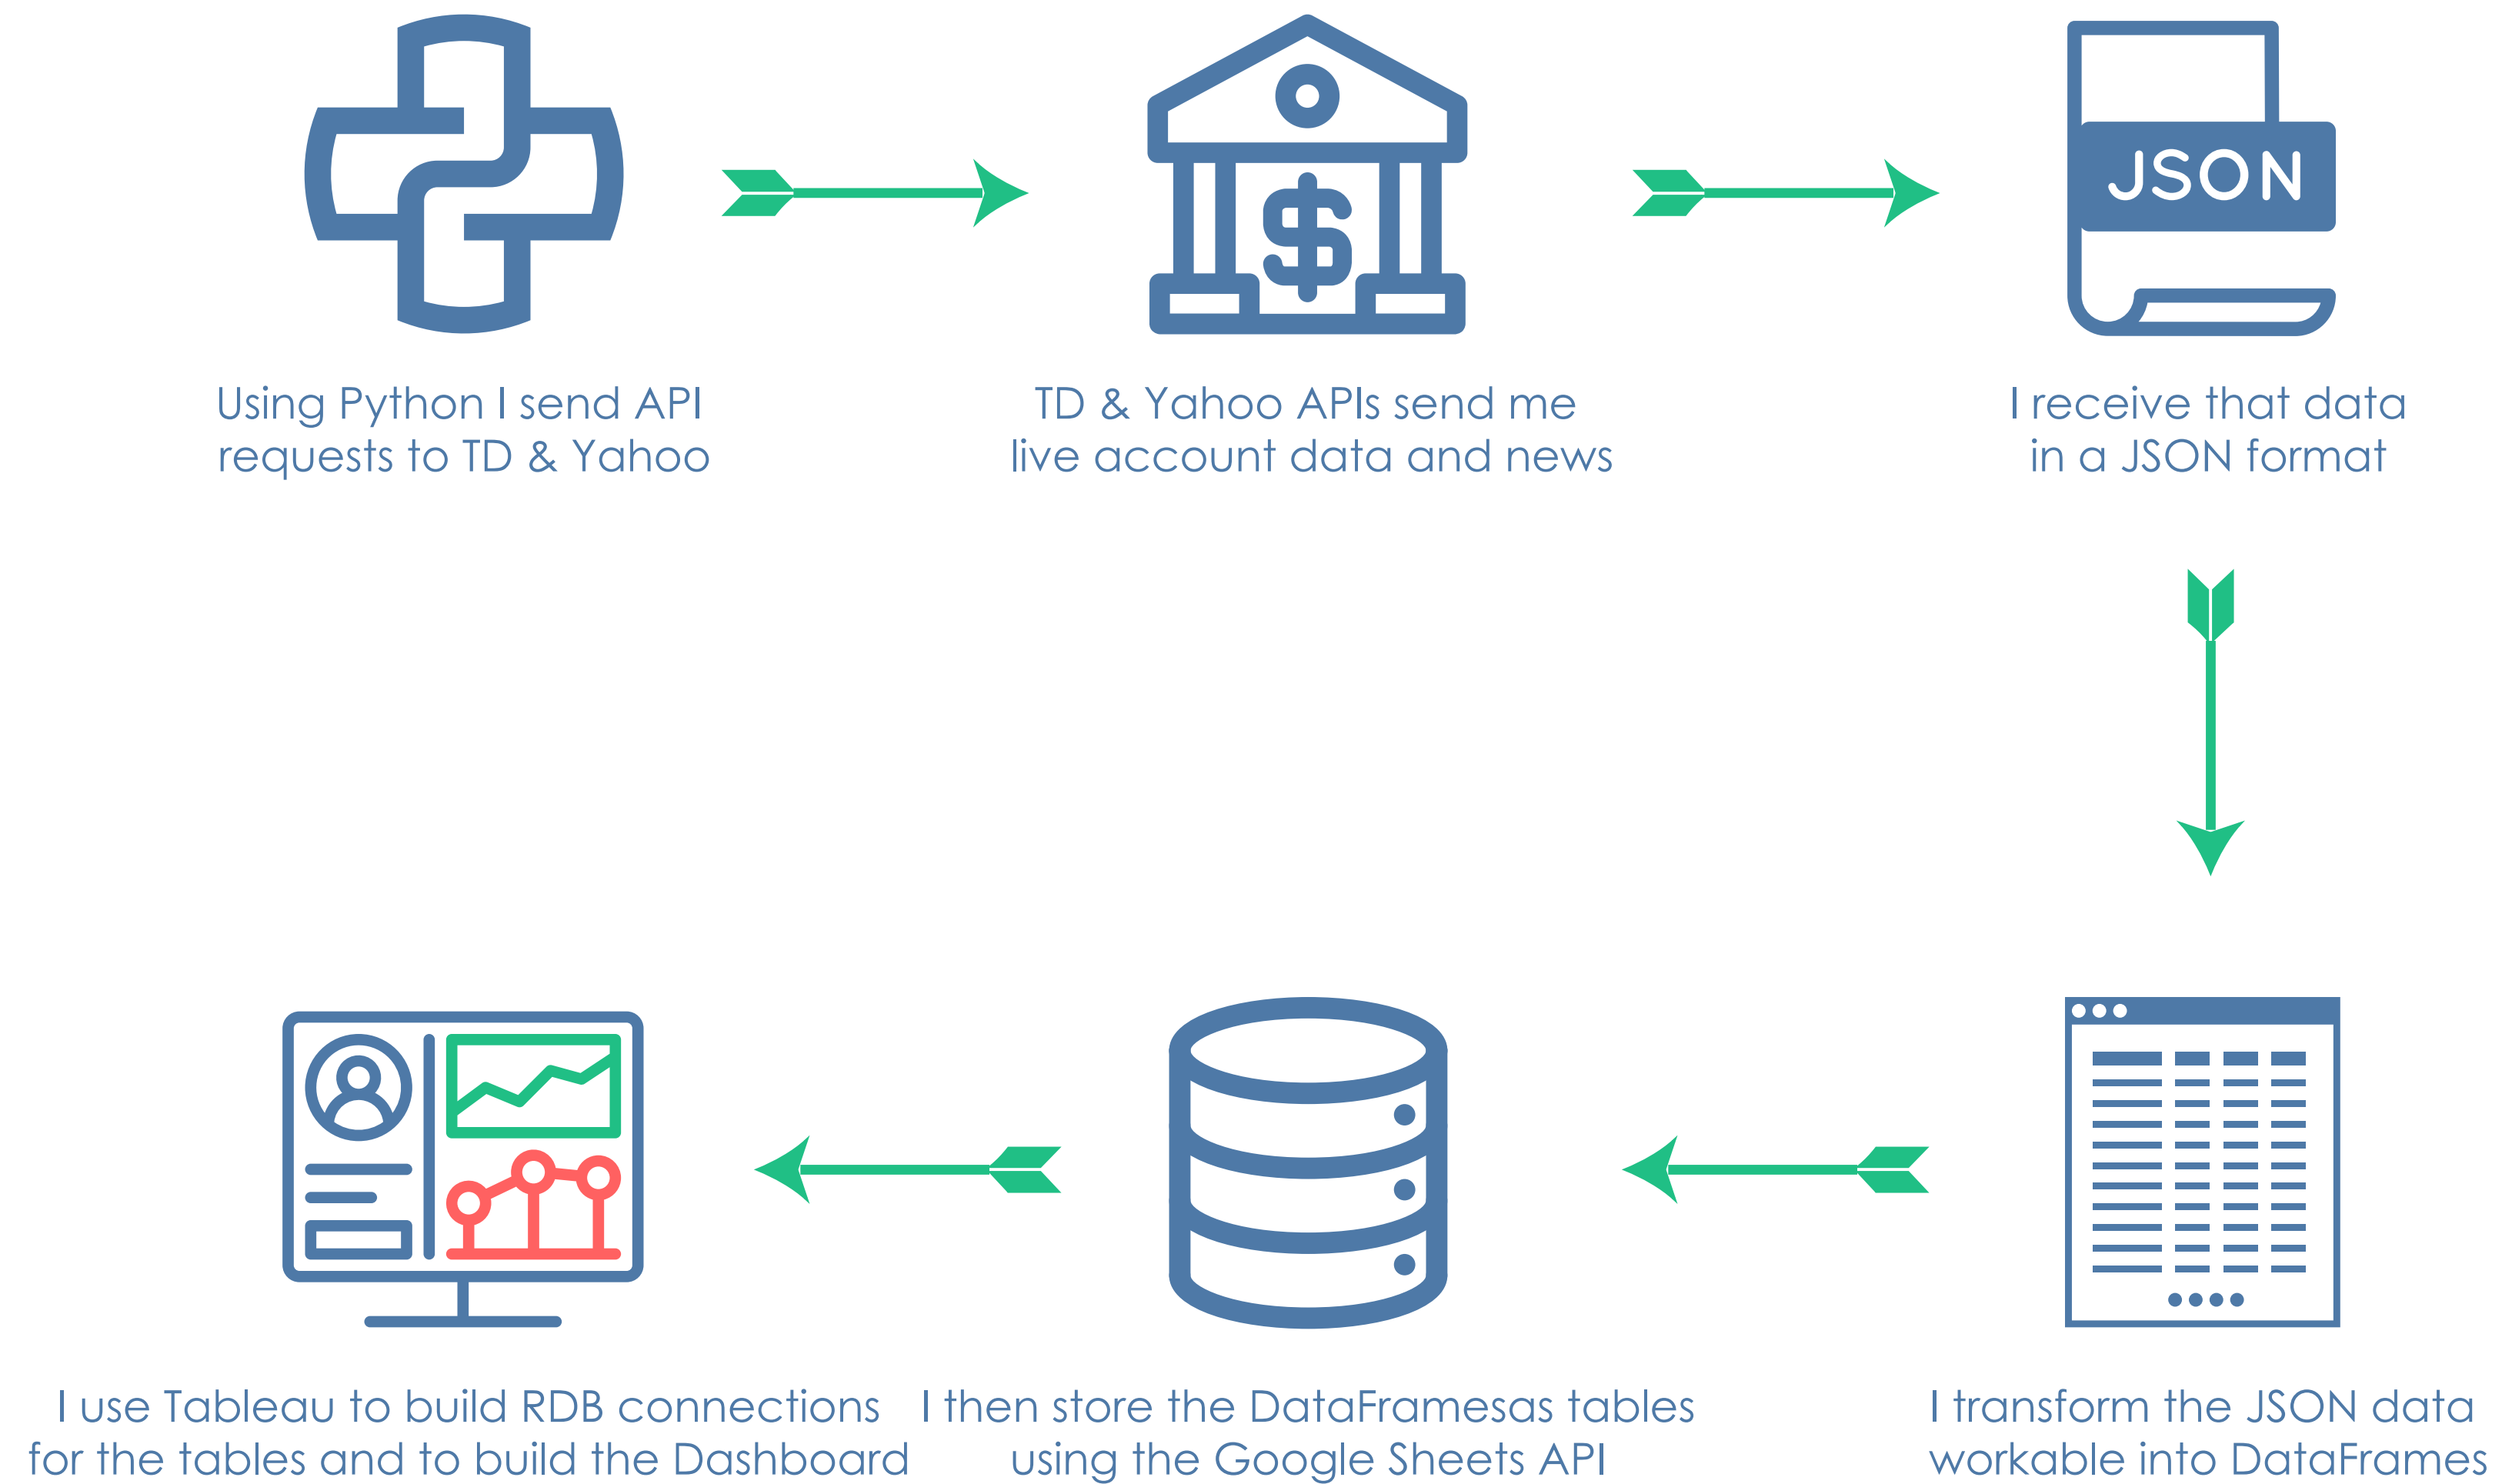 Using Python I send API
requests to TD & Yahoo
TD & Yahoo APIs send me
live account data and news
JSON
I receive that data
in a JSON format
I transform the JSON data
workable into DataFrames
I then store the DataFramesas tables
using the Google Sheets API
I use Tableau to build RDB connections
for the tables and to build the Dashboard